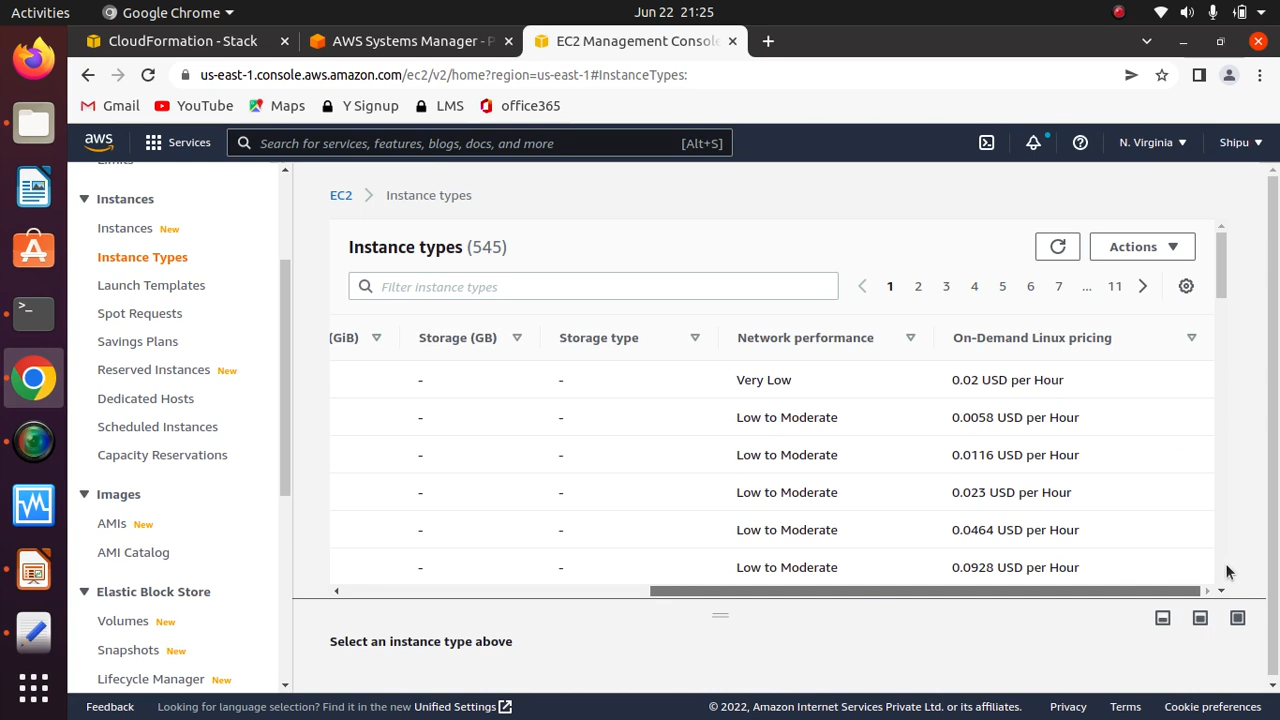 Activities
Google Chrome
Jun 22 21:25
CloudFormation - Stack
AWS Systems Manager - P
EC2 Management Console
us-east-1.console.aws.amazon.com/ec2/v2/home?region=us-east-1#InstanceTypes:
Gmail
YouTube
Maps
Y Signup
LMS
office365
aws
Services
Search for services, features, blogs, docs, and more
[Alt+S]
N. Virginia
Shipu
Limits
Instances
Instances New
Instance Types
Launch Templates
Spot Requests
Savings Plans
Reserved Instances New
Dedicated Hosts
Scheduled Instances
Capacity Reservations
Images
AMIs New
AMI Catalog
Elastic Block Store
Volumes New
Snapshots New
Lifecycle Manager New
EC2 > Instance types
Instance types (545)
Actions
Filter instance types
1 2 3 4 5 6 7 ... 11
(GiB) Storage (GB) Storage type Network performance On-Demand Linux pricing
- - Very Low 0.02 USD per Hour
- - Low to Moderate 0.0058 USD per Hour
- - Low to Moderate 0.0116 USD per Hour
- - Low to Moderate 0.023 USD per Hour
- - Low to Moderate 0.0464 USD per Hour
- - Low to Moderate 0.0928 USD per Hour
Select an instance type above
Feedback
Looking for language selection? Find it in the new Unified Settings
© 2022, Amazon Internet Services Private Ltd. or its affiliates.
Privacy
Terms
Cookie preferences